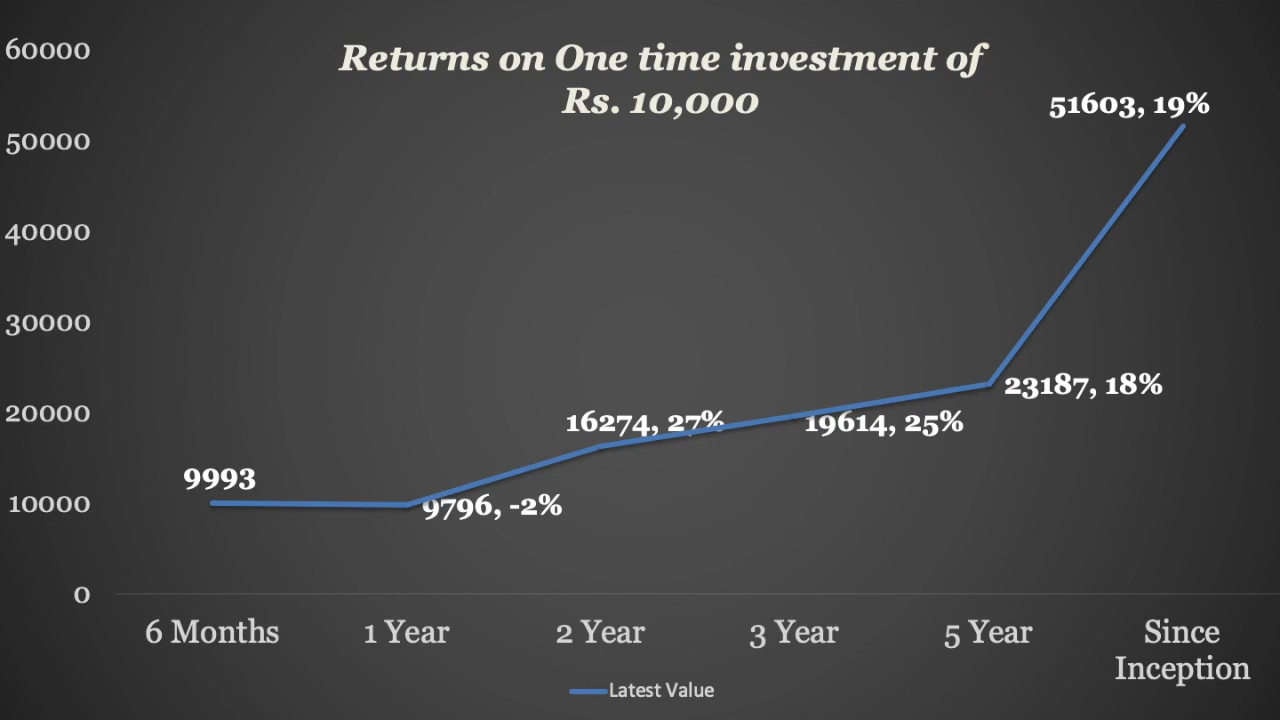 Returns on One time investment of
Rs. 10,000
60000
50000
40000
30000
20000
10000
0
9993
9796, -2%
16274, 27%
19614, 25%
23187, 18%
51603, 19%
6 Months
1 Year
2 Year
3 Year
5 Year
Since
Inception
Latest Value